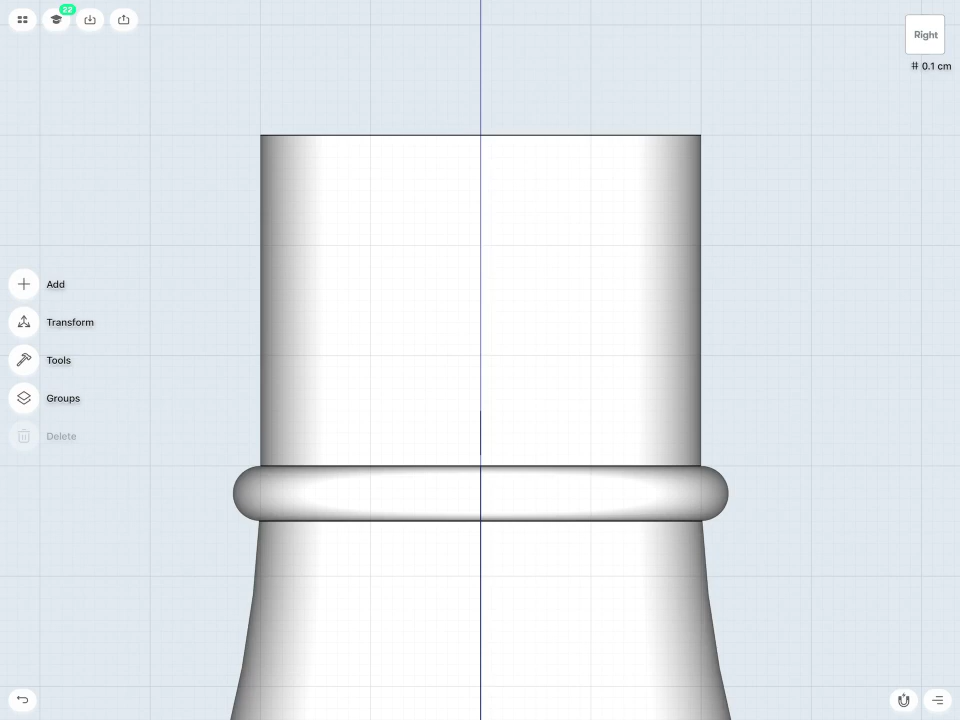 22
Right
# 0.1 cm
Add
Transform
Tools
Groups
Delete